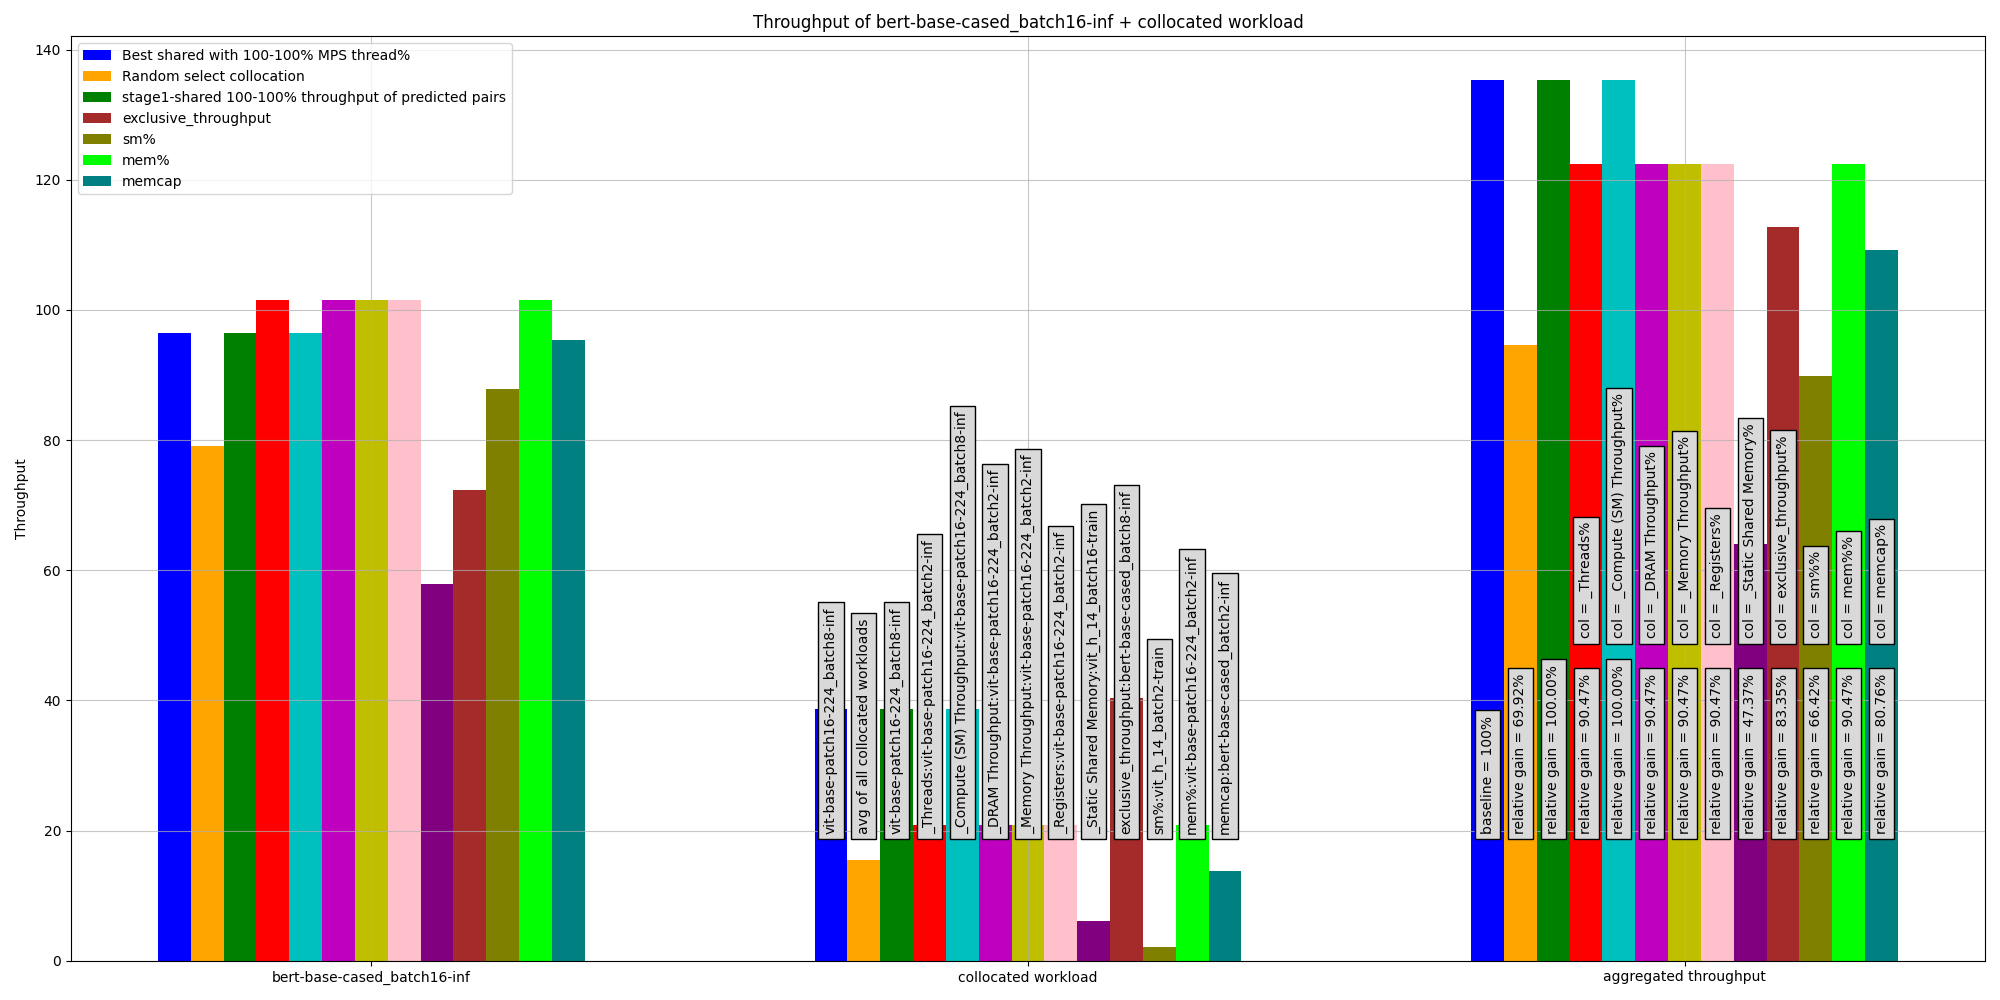 Throughput of bert-base-cased_batch16-inf + collocated workload
Best shared with 100-100% MPS thread%
Random select collocation
stage1-shared 100-100% throughput of predicted pairs
exclusive_throughput
sm%
mem%
memcap
Throughput
140
120
100
80
60
40
20
0
vit-base-patch16-224_batch8-inf
avg of all collocated workloads
vit-base-patch16-224_batch8-inf
_Threads:vit-base-patch16-224_batch2-inf
_Compute (SM) Throughput:vit-base-patch16-224_batch8-inf
_DRAM Throughput:vit-base-patch16-224_batch2-inf
_Memory Throughput:vit-base-patch16-224_batch2-inf
_Registers:vit-base-patch16-224_batch2-inf
_Static Shared Memory:vit_h_14_batch16-train
exclusive_throughput:bert-base-cased_batch8-inf
sm%:vit_h_14_batch2-train
mem%:vit-base-patch16-224_batch2-inf
memcap:bert-base-cased_batch2-inf
col = _Threads%
col = _Compute (SM) Throughput%
col = _DRAM Throughput%
col = _Memory Throughput%
col = _Registers%
col = _Static Shared Memory%
col = exclusive_throughput%
col = sm%%
col = mem%%
col = memcap%
baseline = 100%
relative gain = 69.92%
relative gain = 100.00%
relative gain = 90.47%
relative gain = 100.00%
relative gain = 90.47%
relative gain = 90.47%
relative gain = 90.47%
relative gain = 47.37%
relative gain = 83.35%
relative gain = 66.42%
relative gain = 90.47%
relative gain = 80.76%
bert-base-cased_batch16-inf
collocated workload
aggregated throughput